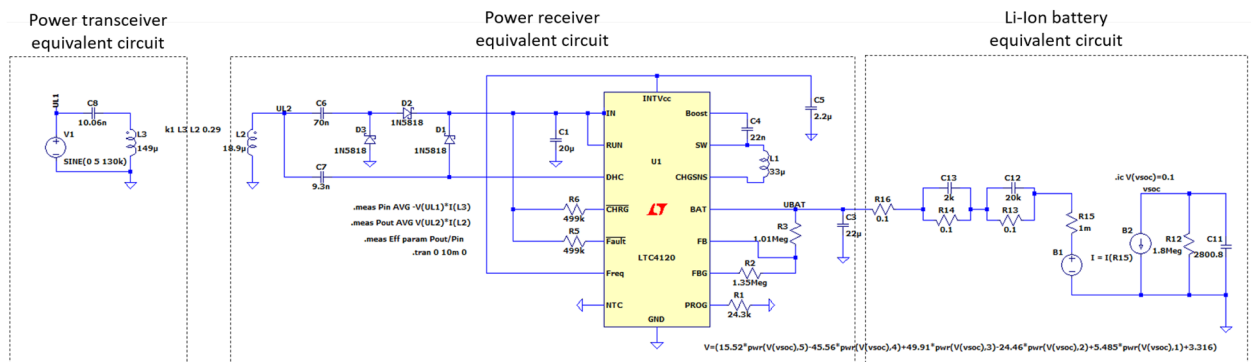 Power transceiver
equivalent circuit
Power receiver
equivalent circuit
Li-Ion battery
equivalent circuit
UL1
C8
10.06n
V1
SINE(0 5 130k)
L3
149µ
k1 L3 L2 0.29
L2
18.9µ
UL2
C6
70n
C7
9.3n
D3
1N5818
D2
1N5818
D1
1N5818
C1
20µ
R6
499k
R5
499k
.meas Pin AVG -V(UL1)*I(L3)
.meas Pout AVG V(UL2)*I(L2)
.meas Eff param Pout/Pin
.tran 0 10m 0
INTVcc
IN
RUN
DHC
CHRG
Fault
Freq
NTC
GND
U1
LTC4120
Boost
SW
CHGSNS
BAT
FB
FBG
PROG
C5
2.2µ
C4
22n
L1
33µ
UBAT
R3
1.01Meg
C3
22µ
R2
1.35Meg
R1
24.3k
R16
0.1
C13
2k
R14
0.1
C12
20k
R13
0.1
R15
1m
B1
.ic V(vsoc)=0.1
vsoc
B2
I = I(R15)
R12
1.8Meg
C11
2800.8
V=(15.52*pwr(V(vsoc),5)-45.56*pwr(V(vsoc),4)+49.91*pwr(V(vsoc),3)-24.46*pwr(V(vsoc),2)+5.485*pwr(V(vsoc),1)+3.316)